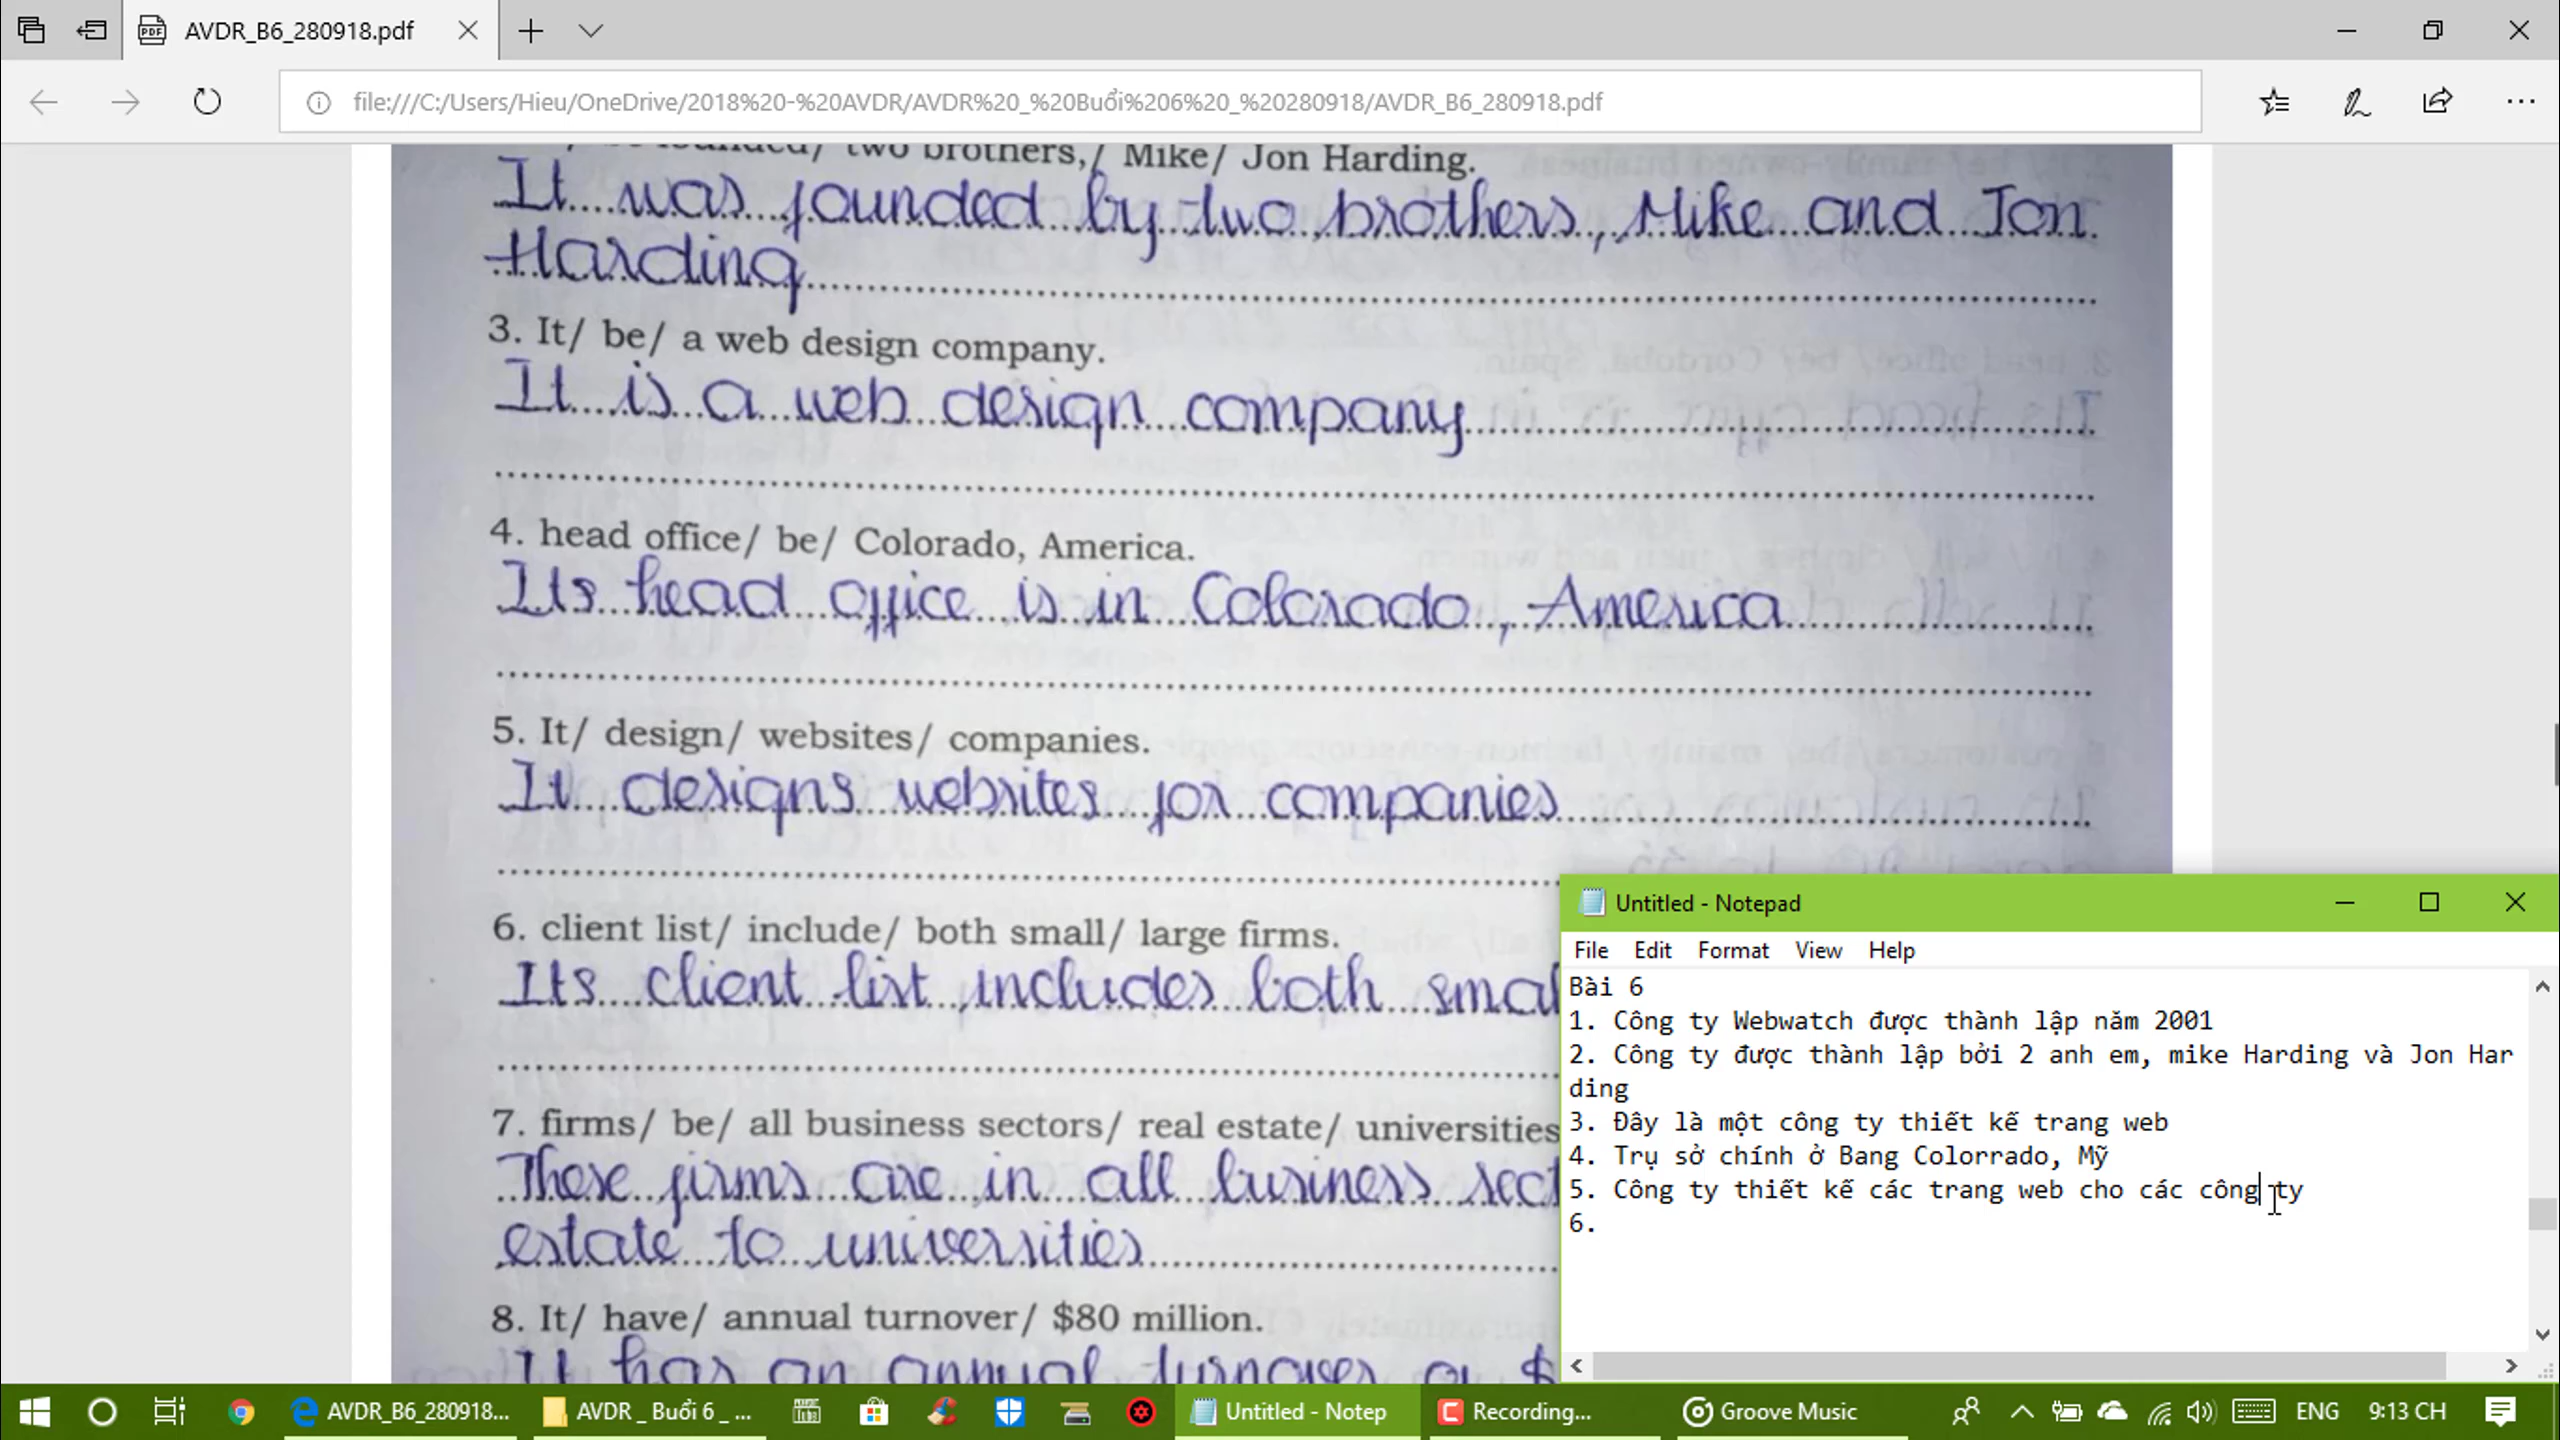 AVDR_B6_280918.pdf
file:///C:/Users/Hieu/OneDrive/2018%20-%20AVDR/AVDR%20_%20Buổi%206%20_%20280918/AVDR_B6_280918.pdf
founded/ two brothers,/ Mike/ Jon Harding.
It was founded by two brothers, Mike and Jon
Harding
3. It/ be/ a web design company.
It is a web design company
4. head office/ be/ Colorado, America.
Its head office is in Colorado, America
5. It/ design/ websites/ companies.
It designs websites for companies
6. client list/ include/ both small/ large firms.
Its client list includes both smal
7. firms/ be/ all business sectors/ real estate/ universities
These firms are in all business sect
estate to universities
8. It/ have/ annual turnover/ $80 million.
It has an annual turnover of $
Untitled - Notepad
File Edit Format View Help
Bài 6
1. Công ty Webwatch được thành lập năm 2001
2. Công ty được thành lập bởi 2 anh em, mike Harding và Jon Har
ding
3. Đây là một công ty thiết kế trang web
4. Trụ sở chính ở Bang Colorrado, Mỹ
5. Công ty thiết kế các trang web cho các công ty
6.
AVDR_B6_280918... AVDR _ Buổi 6 _ ... Untitled - Notep Recording... Groove Music ENG 9:13 CH